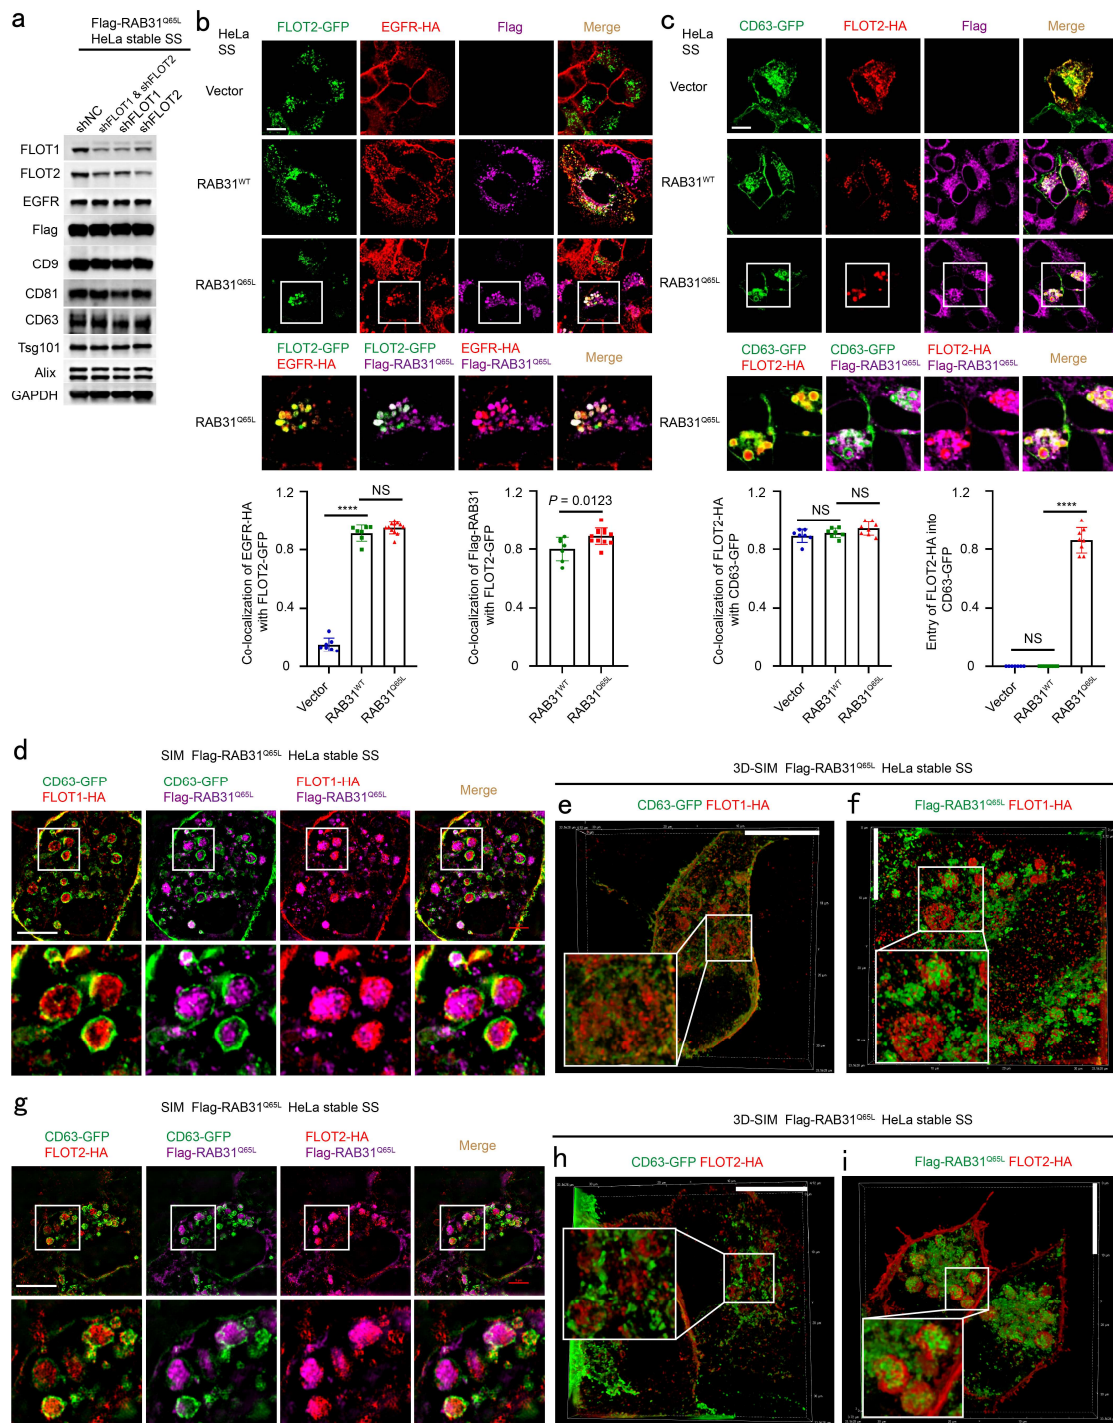 a
Flag-RAB31Q65L
HeLa stable SS
shNC
shFLOT1 & shFLOT2
shFLOT1
shFLOT2
FLOT1
FLOT2
EGFR
Flag
CD9
CD81
CD63
Tsg101
Alix
GAPDH
b
HeLa
SS
FLOT2-GFP
EGFR-HA
Flag
Merge
Vector
RAB31WT
RAB31Q65L
FLOT2-GFP
EGFR-HA
FLOT2-GFP
Flag-RAB31Q65L
EGFR-HA
Flag-RAB31Q65L
Merge
RAB31Q65L
Co-localization of EGFR-HA
with FLOT2-GFP
1.2
0.8
0.4
0
****
NS
Vector
RAB31WT
RAB31Q65L
Co-localization of Flag-RAB31
with FLOT2-GFP
1.2
0.8
0.4
0
P = 0.0123
RAB31WT
RAB31Q65L
c
HeLa
SS
CD63-GFP
FLOT2-HA
Flag
Merge
Vector
RAB31WT
RAB31Q65L
CD63-GFP
FLOT2-HA
CD63-GFP
Flag-RAB31Q65L
FLOT2-HA
Flag-RAB31Q65L
Merge
RAB31Q65L
Co-localization of FLOT2-HA
with CD63-GFP
1.2
0.8
0.4
0
NS
NS
Vector
RAB31WT
RAB31Q65L
Entry of FLOT2-HA into
CD63-GFP
1.2
0.8
0.4
0
NS
****
Vector
RAB31WT
RAB31Q65L
d
SIM Flag-RAB31Q65L HeLa stable SS
CD63-GFP
FLOT1-HA
CD63-GFP
Flag-RAB31Q65L
FLOT1-HA
Flag-RAB31Q65L
Merge
3D-SIM Flag-RAB31Q65L HeLa stable SS
e
CD63-GFP FLOT1-HA
f
Flag-RAB31Q65L FLOT1-HA
g
SIM Flag-RAB31Q65L HeLa stable SS
CD63-GFP
FLOT2-HA
CD63-GFP
Flag-RAB31Q65L
FLOT2-HA
Flag-RAB31Q65L
Merge
3D-SIM Flag-RAB31Q65L HeLa stable SS
h
CD63-GFP FLOT2-HA
i
Flag-RAB31Q65L FLOT2-HA